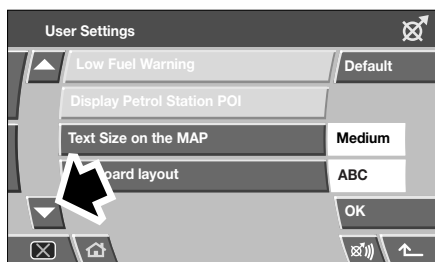 User Settings
Low Fuel Warning
Default
Display Petrol Station POI
Text Size on the MAP
Medium
layout
ABC
OK